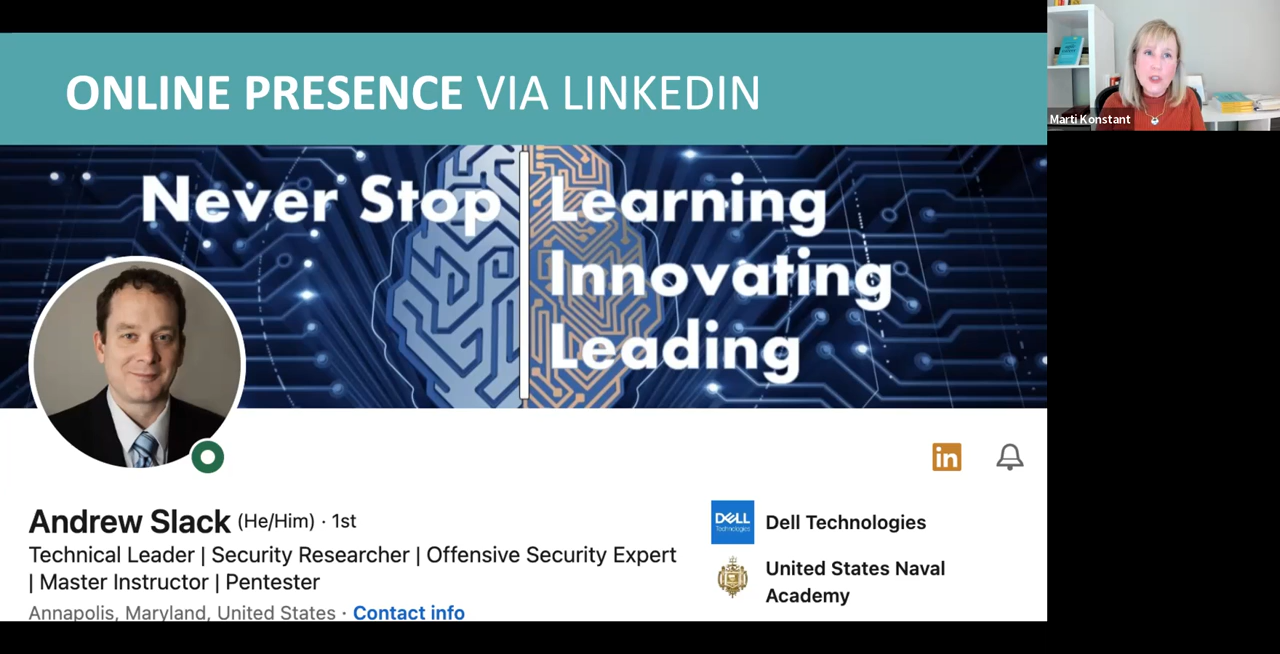 ONLINE PRESENCE VIA LINKEDIN
Marti Konstant
Never Stop
Learning
Innovating
Leading
in
Andrew Slack (He/Him) · 1st
Technical Leader | Security Researcher | Offensive Security Expert
| Master Instructor | Pentester
Annapolis, Maryland, United States · Contact info
DELL
Technologies
Dell Technologies
United States Naval
Academy